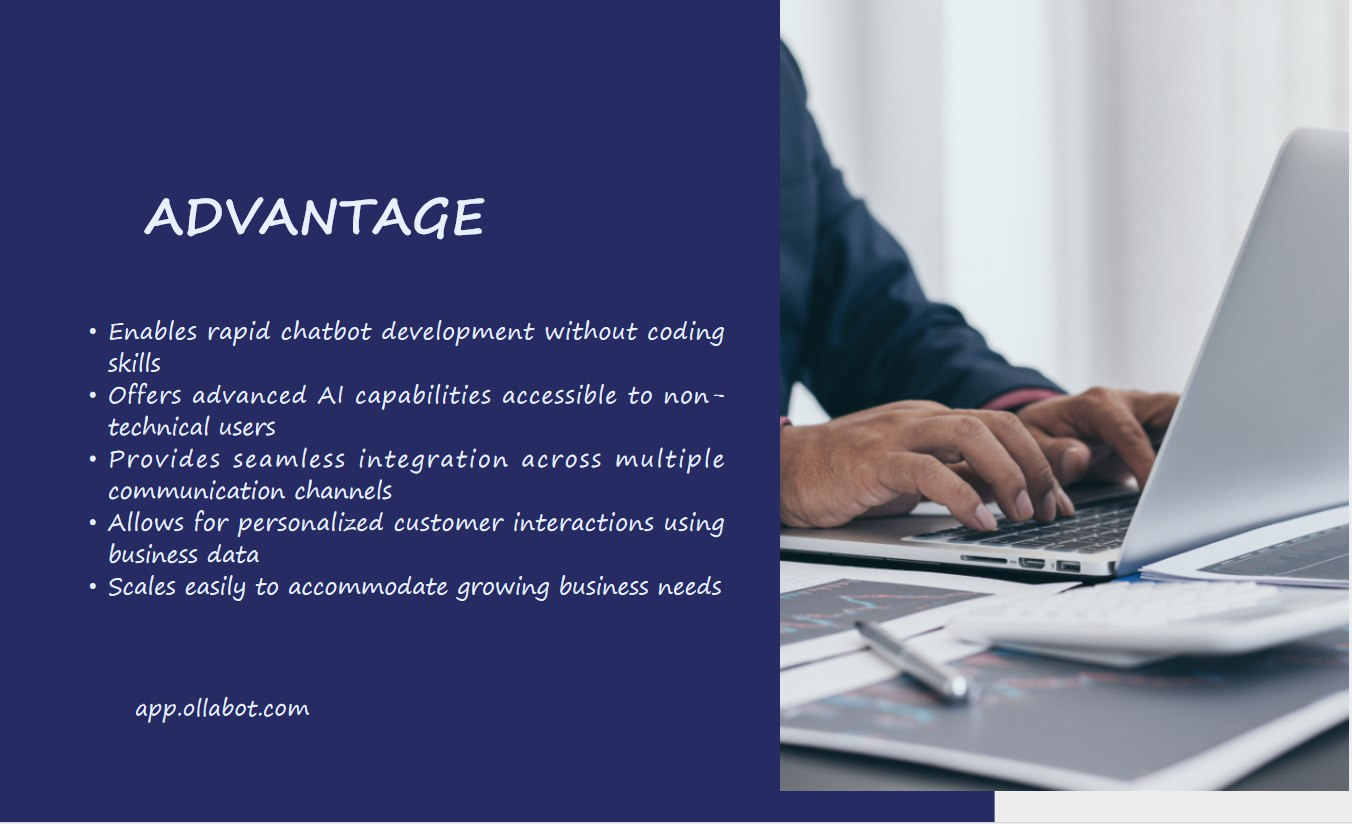 ADVANTAGE
• Enables rapid chatbot development without coding
skills
• Offers advanced AI capabilities accessible to non-
technical users
• Provides seamless integration across multiple
communication channels
• Allows for personalized customer interactions using
business data
• Scales easily to accommodate growing business needs
app.ollabot.com